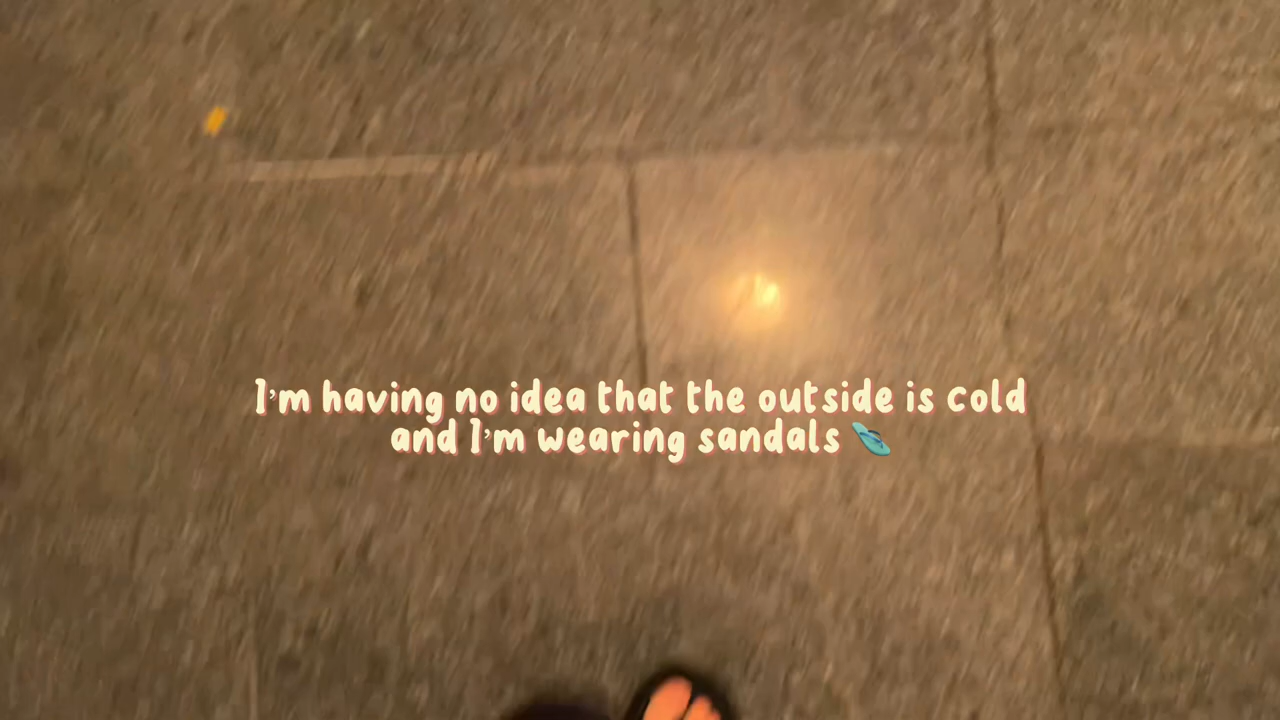 I'm having no idea that the outside is cold
and I'm wearing sandals 🩴